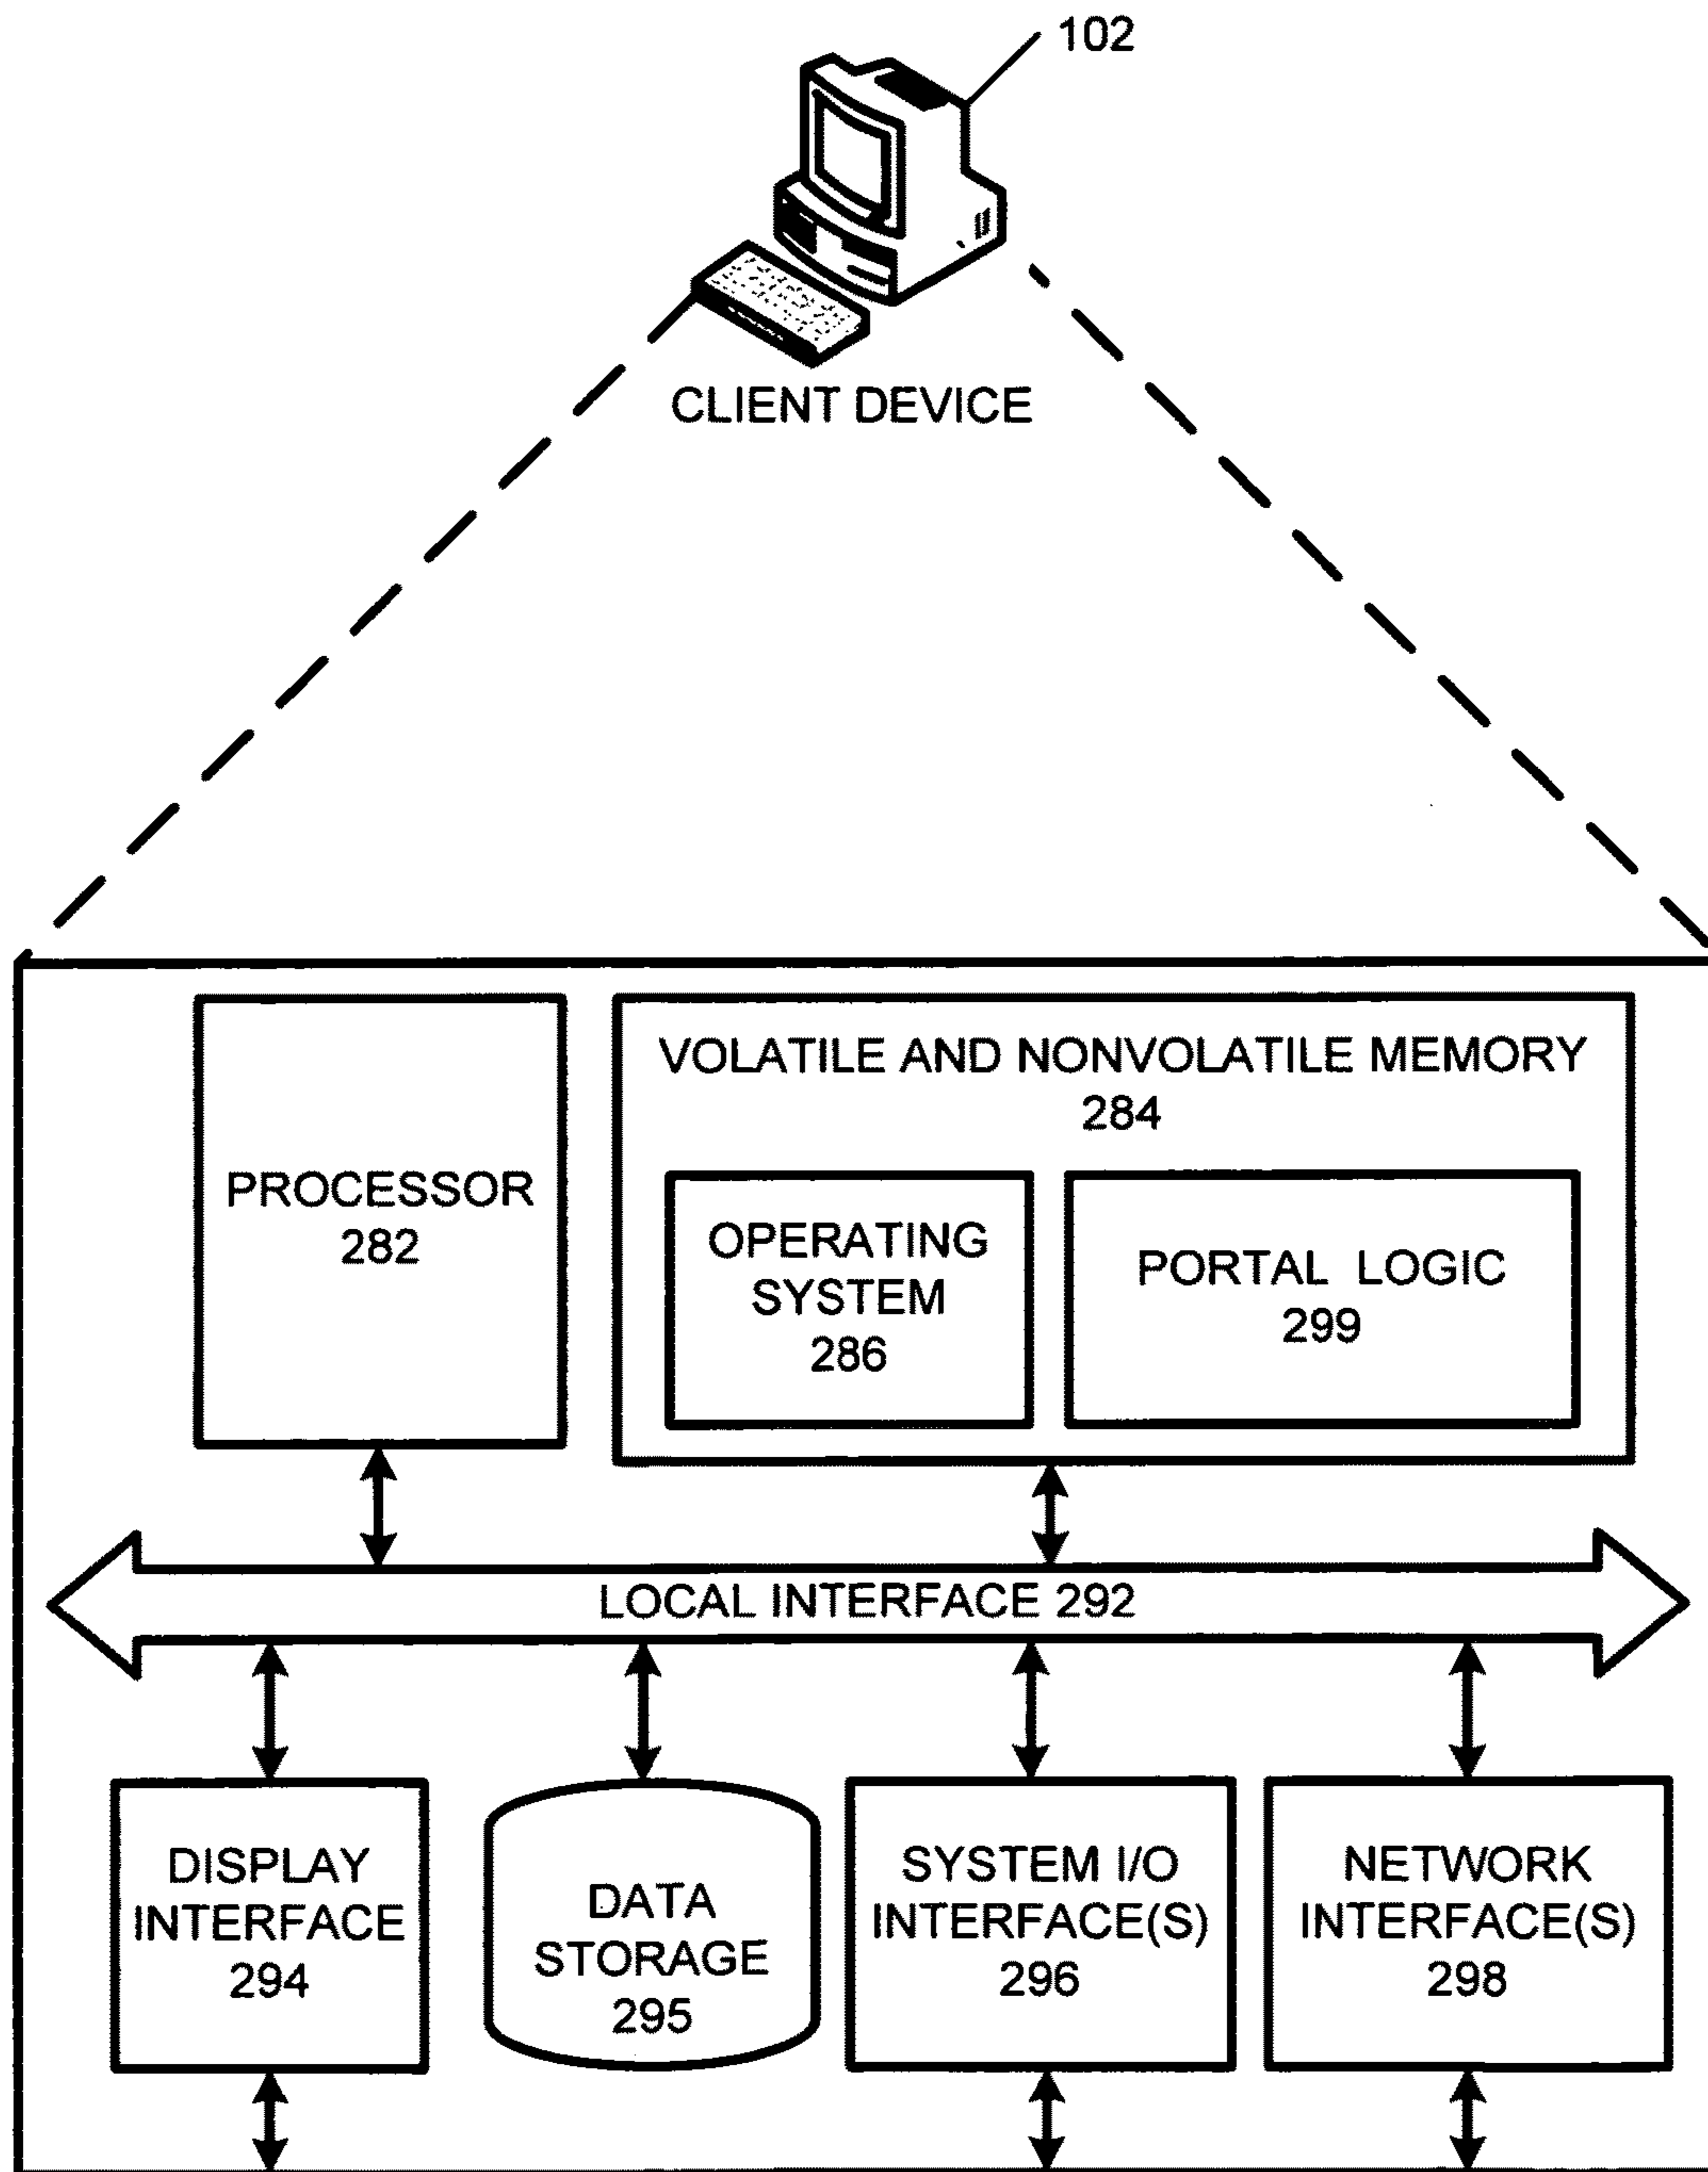 102
CLIENT DEVICE
VOLATILE AND NONVOLATILE MEMORY
284
PROCESSOR
282
OPERATING
SYSTEM
286
PORTAL LOGIC
299
LOCAL INTERFACE 292
DISPLAY
INTERFACE
294
DATA
STORAGE
295
SYSTEM I/O
INTERFACE(S)
296
NETWORK
INTERFACE(S)
298